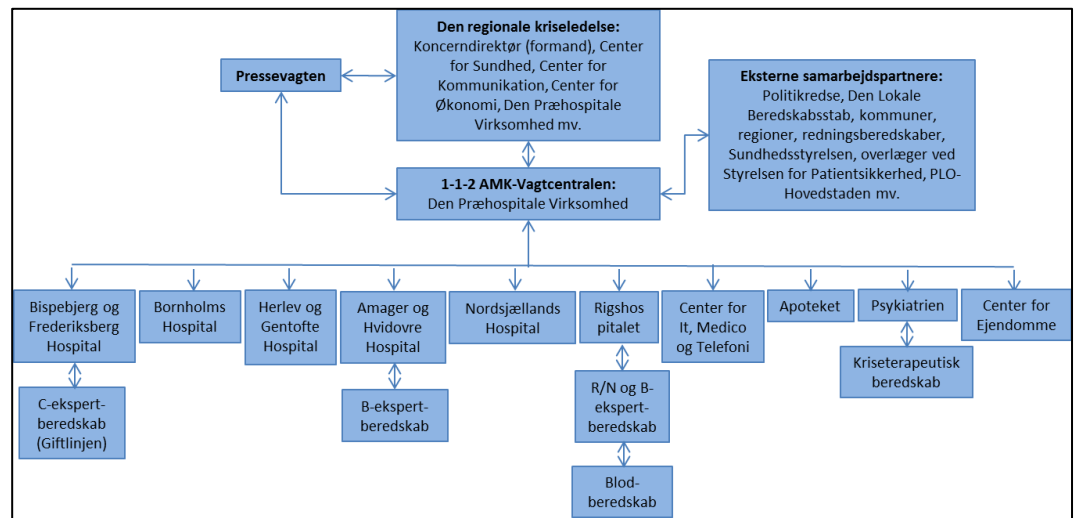 Den regionale kriseledelse:
Koncerndirektør (formand), Center
for Sundhed, Center for
Kommunikation, Center for
Økonomi, Den Præhospitale
Virksomhed mv.
Pressevagten
Eksterne samarbejdspartnere:
Politikredse, Den Lokale
Beredskabsstab, kommuner,
regioner, redningsberedskaber,
Sundhedsstyrelsen, overlæger ved
Styrelsen for Patientsikkerhed, PLO-
Hovedstaden mv.
1-1-2 AMK-Vagtcentralen:
Den Præhospitale Virksomhed
Bispebjerg og
Frederiksberg
Hospital
Bornholms
Hospital
Herlev og
Gentofte
Hospital
Amager og
Hvidovre
Hospital
Nordsjællands
Hospital
Rigshos
pitalet
Center for
It, Medico
og Telefoni
Apoteket
Psykiatrien
Center for
Ejendomme
C-ekspert-
beredskab
(Giftlinjen)
B-ekspert-
beredskab
R/N og B-
ekspert-
beredskab
Kriseterapeutisk
beredskab
Blod-
beredskab